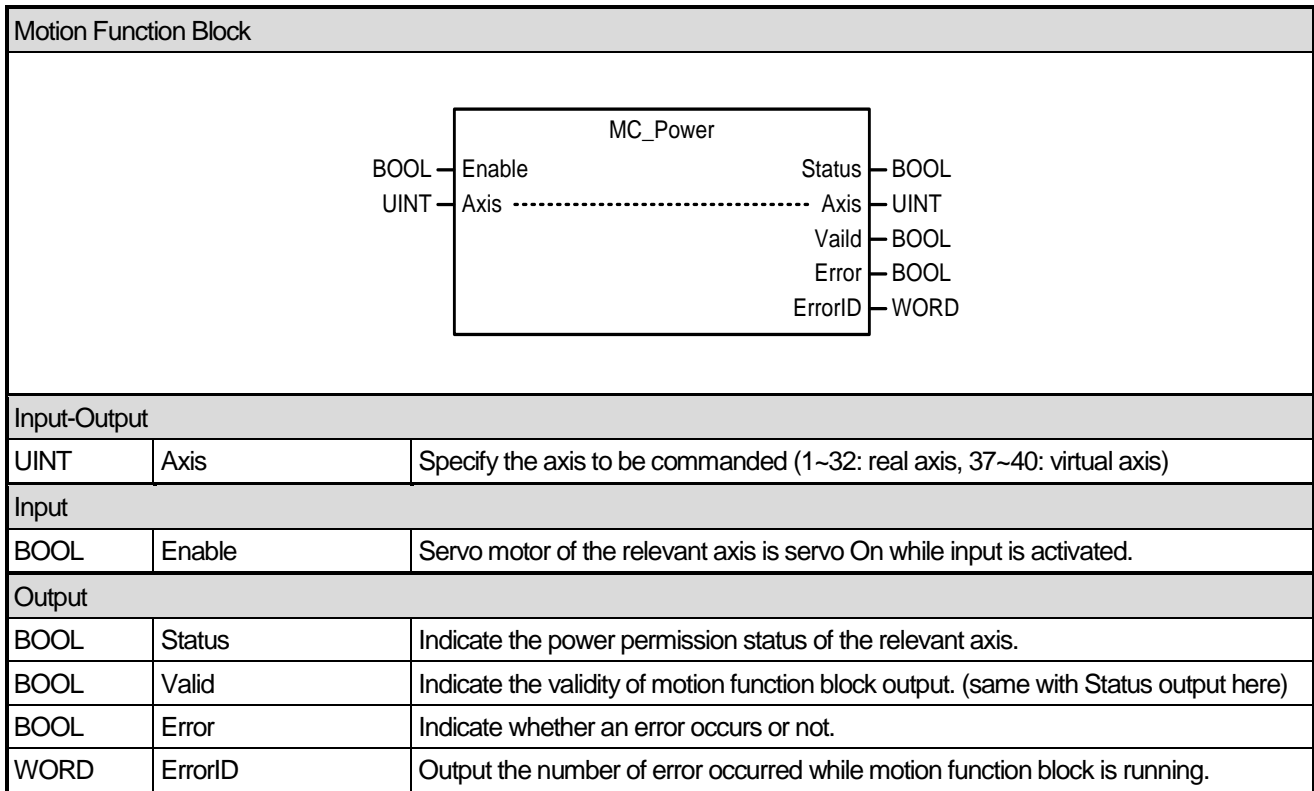 Motion Function Block
MC_Power
BOOL Enable Status BOOL
UINT Axis Axis UINT
Vaild BOOL
Error BOOL
ErrorID WORD
Input-Output
UINT Axis Specify the axis to be commanded (1~32: real axis, 37~40: virtual axis)
Input
BOOL Enable Servo motor of the relevant axis is servo On while input is activated.
Output
BOOL Status Indicate the power permission status of the relevant axis.
BOOL Valid Indicate the validity of motion function block output. (same with Status output here)
BOOL Error Indicate whether an error occurs or not.
WORD ErrorID Output the number of error occurred while motion function block is running.